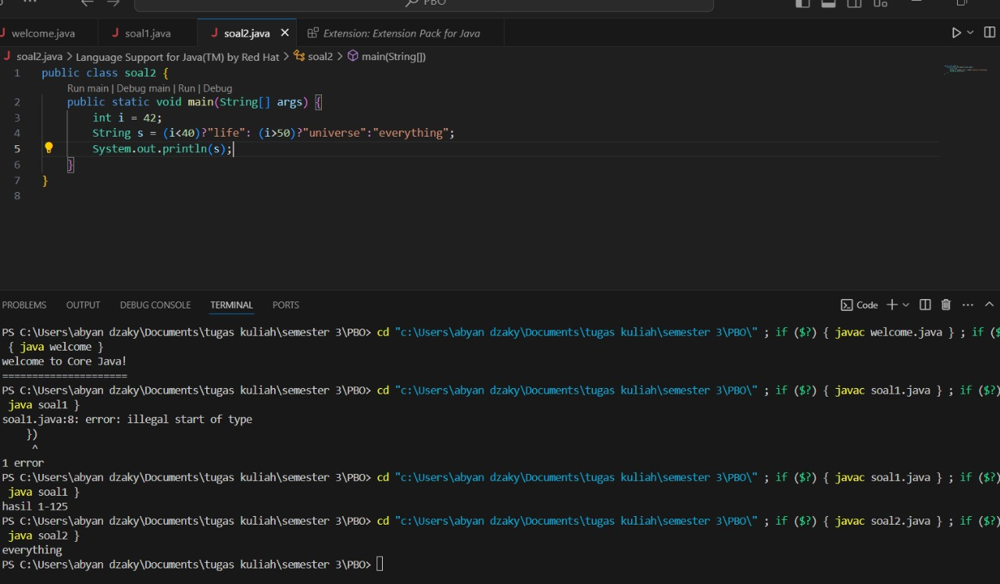 PBO
welcome.java
soal1.java
soal2.java
Extension: Extension Pack for Java
soal2.java > Language Support for Java(TM) by Red Hat > soal2 > main(String[])
1 public class soal2 {
Run main | Debug main | Run | Debug
2 public static void main(String[] args) {
3 int i = 42;
4 String s = (i<40)?"life": (i>50)?"universe":"everything";
5 System.out.println(s);
6 }
7 }
8
PROBLEMS OUTPUT DEBUG CONSOLE TERMINAL PORTS
Code
PS C:\Users\abyan dzaky\Documents\tugas kuliah\semester 3\PBO> cd "c:\Users\abyan dzaky\Documents\tugas kuliah\semester 3\PBO\" ; if ($?) { javac welcome.java } ; if ($
{ java welcome }
welcome to Core Java!
=====================
PS C:\Users\abyan dzaky\Documents\tugas kuliah\semester 3\PBO> cd "c:\Users\abyan dzaky\Documents\tugas kuliah\semester 3\PBO\" ; if ($?) { javac soal1.java } ; if ($?)
java soal1 }
soal1.java:8: error: illegal start of type
})
^
1 error
PS C:\Users\abyan dzaky\Documents\tugas kuliah\semester 3\PBO> cd "c:\Users\abyan dzaky\Documents\tugas kuliah\semester 3\PBO\" ; if ($?) { javac soal1.java } ; if ($?)
java soal1 }
hasil 1-125
PS C:\Users\abyan dzaky\Documents\tugas kuliah\semester 3\PBO> cd "c:\Users\abyan dzaky\Documents\tugas kuliah\semester 3\PBO\" ; if ($?) { javac soal2.java } ; if ($?)
java soal2 }
everything
PS C:\Users\abyan dzaky\Documents\tugas kuliah\semester 3\PBO>